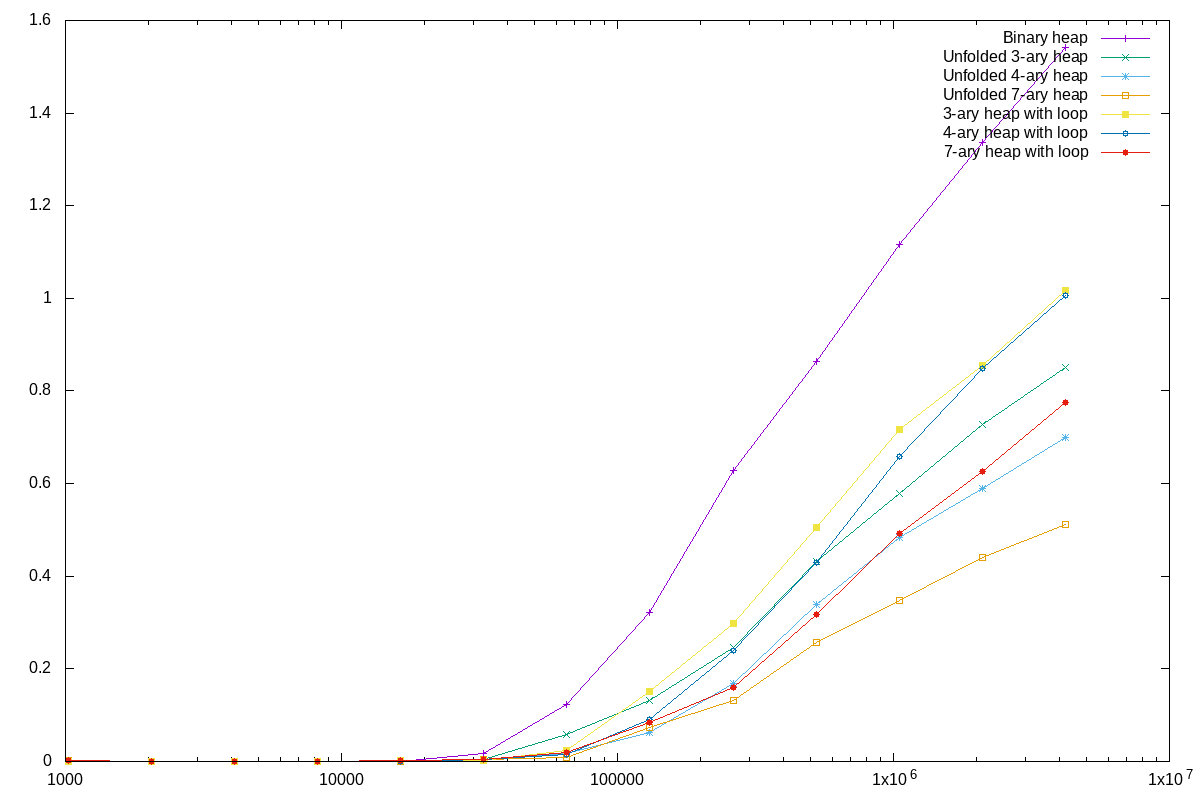 1.6
1.4
1.2
1
0.8
0.6
0.4
0.2
0
1000 10000 100000 1x10^6 1x10^7
Binary heap
Unfolded 3-ary heap
Unfolded 4-ary heap
Unfolded 7-ary heap
3-ary heap with loop
4-ary heap with loop
7-ary heap with loop